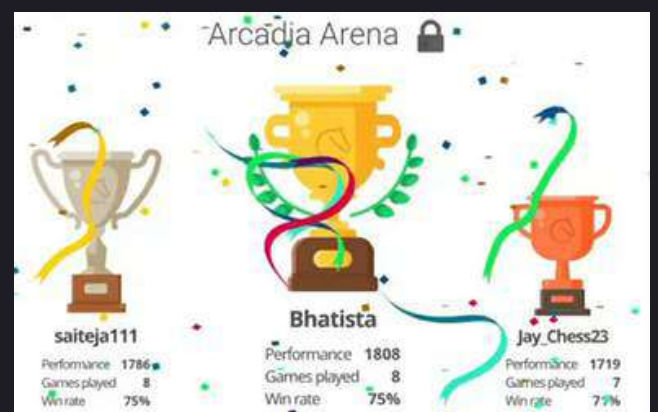 Arcadia Arena
saiteja111
Performance 1786
Games played 8
Win rate 75%
Bhatista
Performance 1808
Games played 8
Win rate 75%
Jay_Chess23
Performance 1719
Games played 7
Win rate